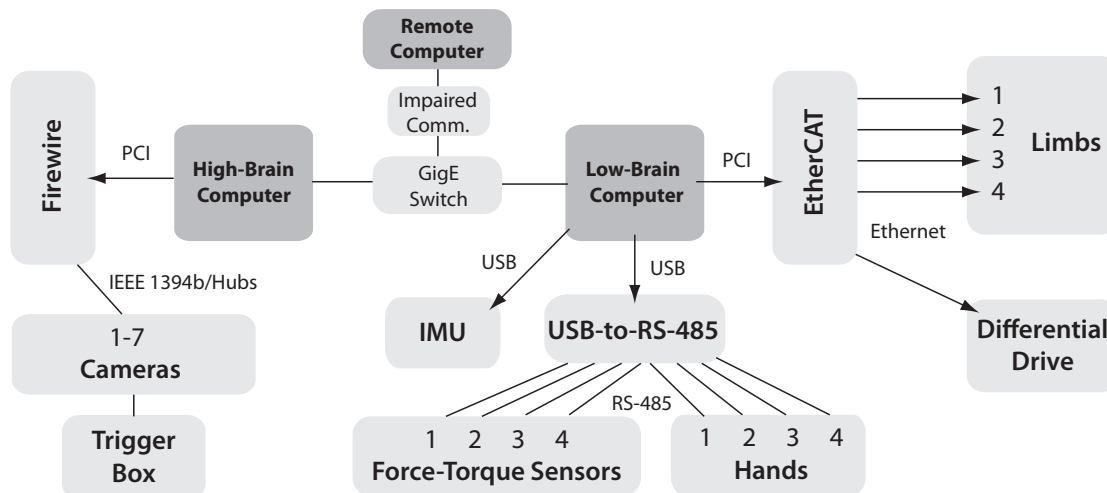 Remote
Computer
Impaired
Comm.
GigE
Switch
Firewire
PCI
High-Brain
Computer
Low-Brain
Computer
PCI
EtherCAT
1
2
3
4
Limbs
Ethernet
Differential
Drive
IEEE 1394b/Hubs
1-7
Cameras
Trigger
Box
USB
IMU
USB
USB-to-RS-485
RS-485
1 2 3 4
Force-Torque Sensors
1 2 3 4
Hands